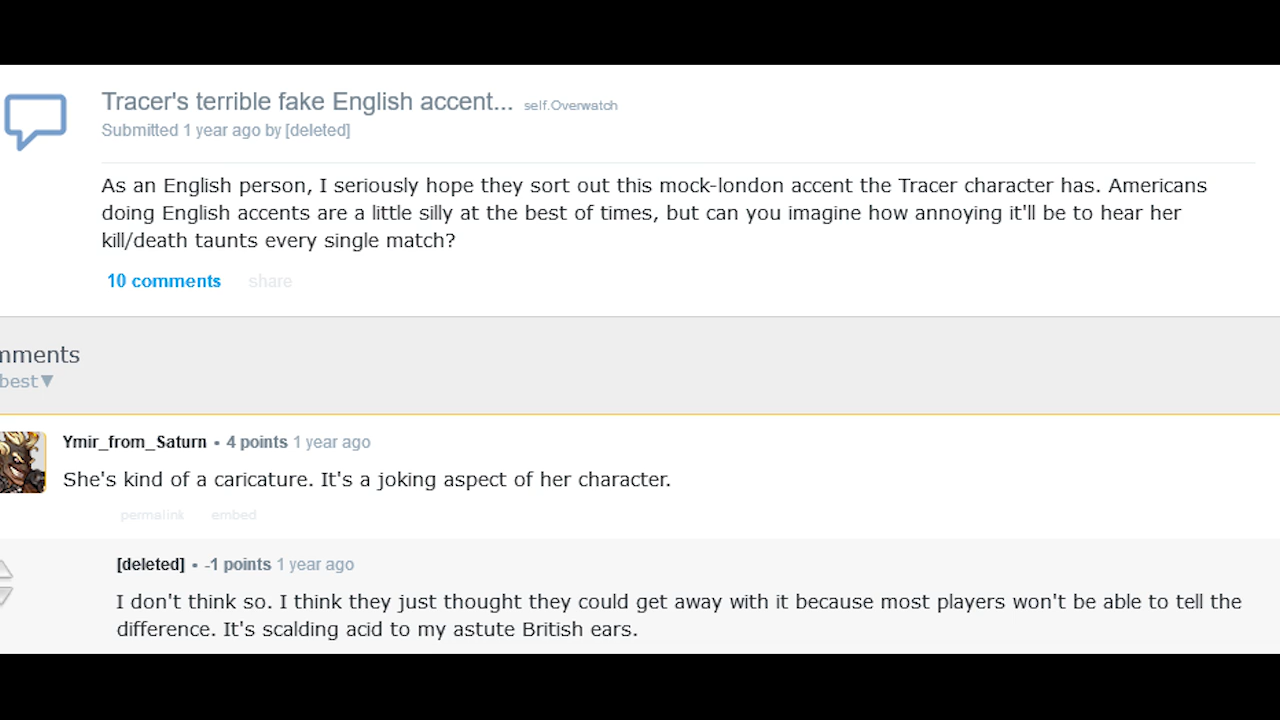 Tracer's terrible fake English accent... self.Overwatch
Submitted 1 year ago by [deleted]
As an English person, I seriously hope they sort out this mock-london accent the Tracer character has. Americans
doing English accents are a little silly at the best of times, but can you imagine how annoying it'll be to hear her
kill/death taunts every single match?
10 comments share
mments
best▼
Ymir_from_Saturn • 4 points 1 year ago
She's kind of a caricature. It's a joking aspect of her character.
permalink embed
[deleted] • -1 points 1 year ago
I don't think so. I think they just thought they could get away with it because most players won't be able to tell the
difference. It's scalding acid to my astute British ears.